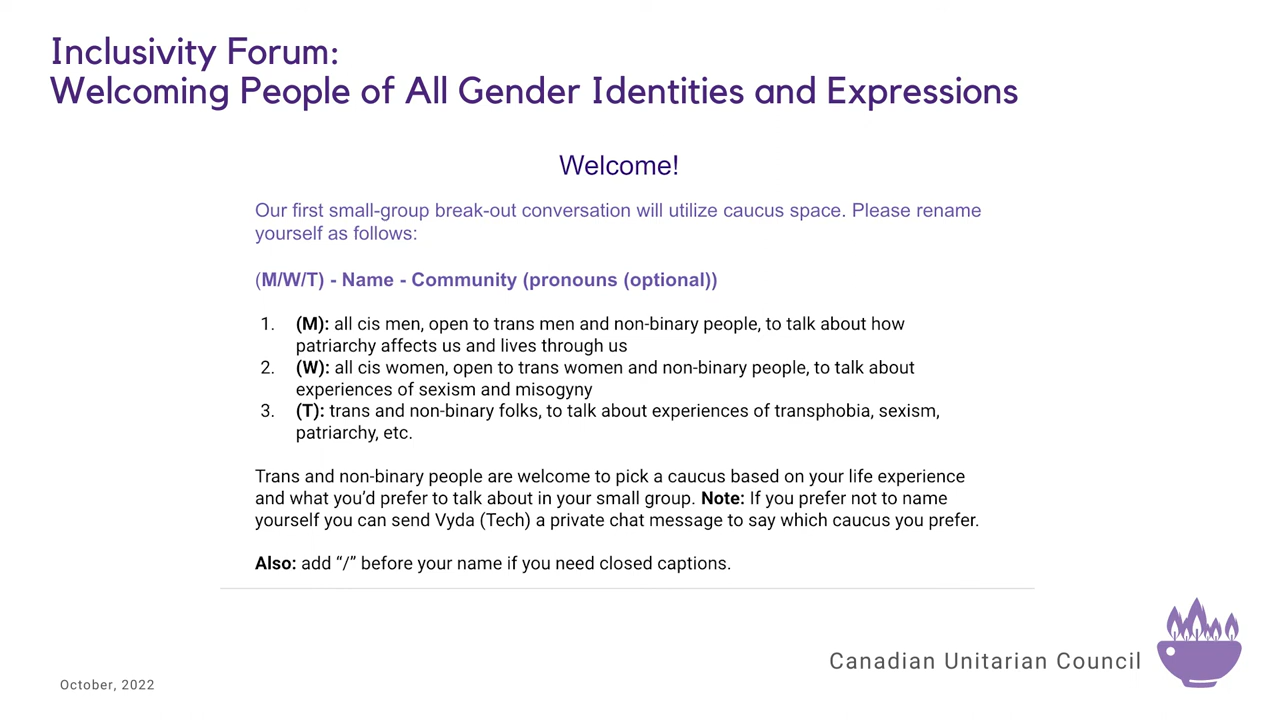 Inclusivity Forum:
Welcoming People of All Gender Identities and Expressions
Welcome!
Our first small-group break-out conversation will utilize caucus space. Please rename
yourself as follows:
(M/W/T) - Name - Community (pronouns (optional))
1. (M): all cis men, open to trans men and non-binary people, to talk about how
patriarchy affects us and lives through us
2. (W): all cis women, open to trans women and non-binary people, to talk about
experiences of sexism and misogyny
3. (T): trans and non-binary folks, to talk about experiences of transphobia, sexism,
patriarchy, etc.
Trans and non-binary people are welcome to pick a caucus based on your life experience
and what you’d prefer to talk about in your small group. Note: If you prefer not to name
yourself you can send Vyda (Tech) a private chat message to say which caucus you prefer.
Also: add “/” before your name if you need closed captions.
Canadian Unitarian Council
October, 2022